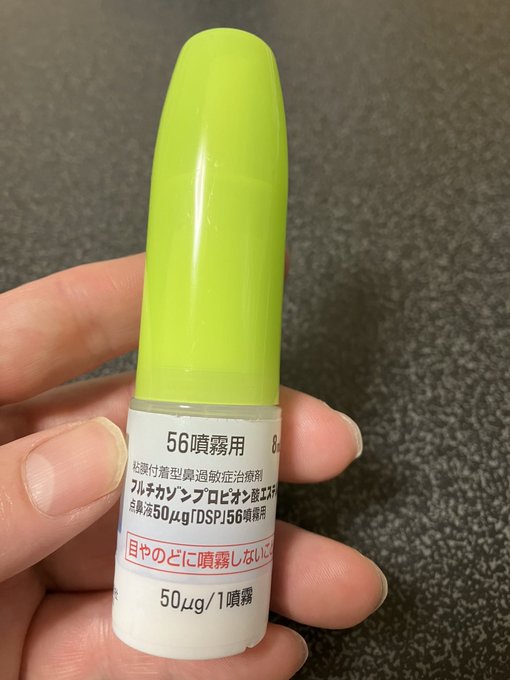 56噴霧用 8m
粘膜付着型鼻過敏症治療剤
フルチカゾンプロピオン酸エステ
点鼻液50μg「DSP」56噴霧用
目やのどに噴霧しないこと
50μg/1噴霧